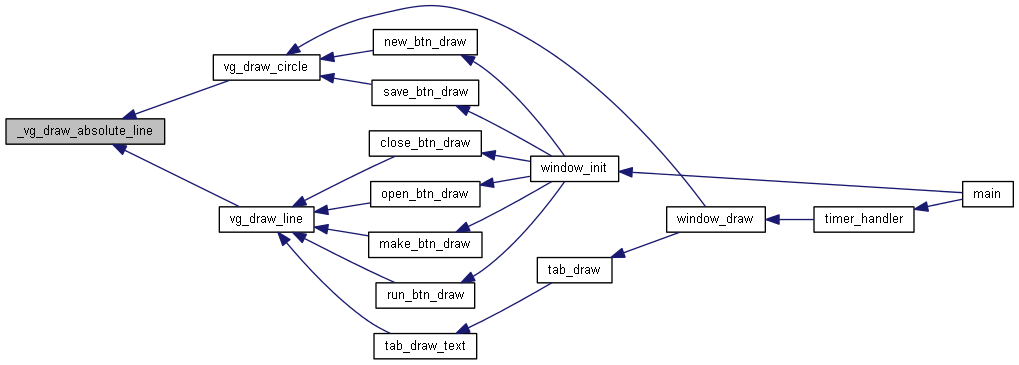 _vg_draw_absolute_line
vg_draw_circle
vg_draw_line
new_btn_draw
save_btn_draw
close_btn_draw
open_btn_draw
make_btn_draw
run_btn_draw
tab_draw_text
window_init
tab_draw
window_draw
timer_handler
main